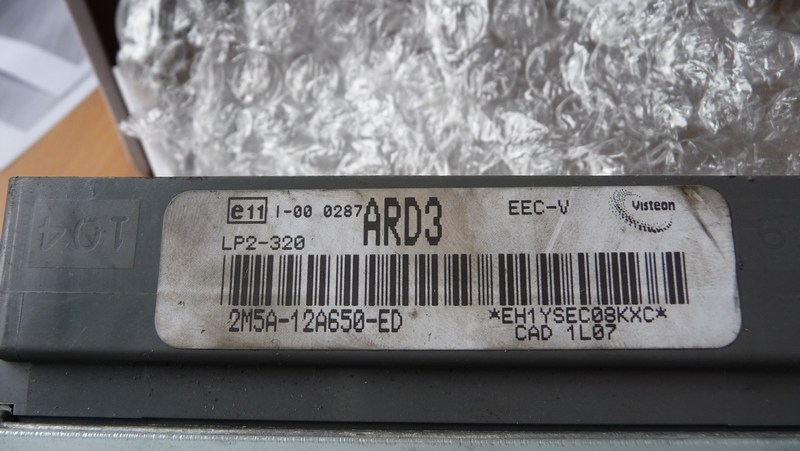 104
e11 I-00 0287 ARD3 EEC-V Visteon
LP2-320
2M5A-12A650-ED *EH1YSEC08KXC*
CAD 1L07